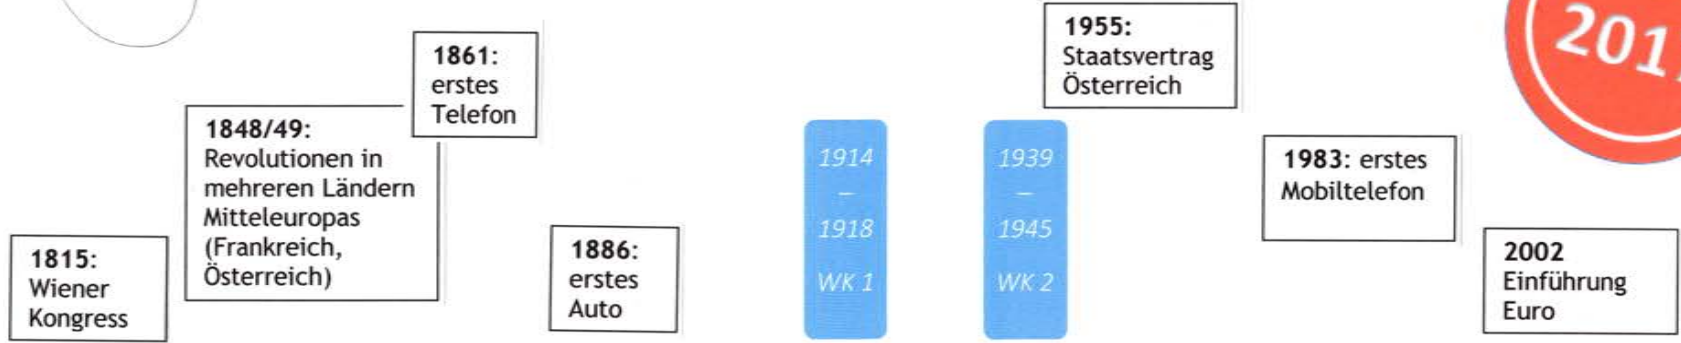 1815:
Wiener
Kongress
1848/49:
Revolutionen in
mehreren Ländern
Mitteleuropas
(Frankreich,
Österreich)
1861:
erstes
Telefon
1886:
erstes
Auto
1914
–
1918
WK 1
1939
–
1945
WK 2
1955:
Staatsvertrag
Österreich
1983: erstes
Mobiltelefon
2002
Einführung
Euro